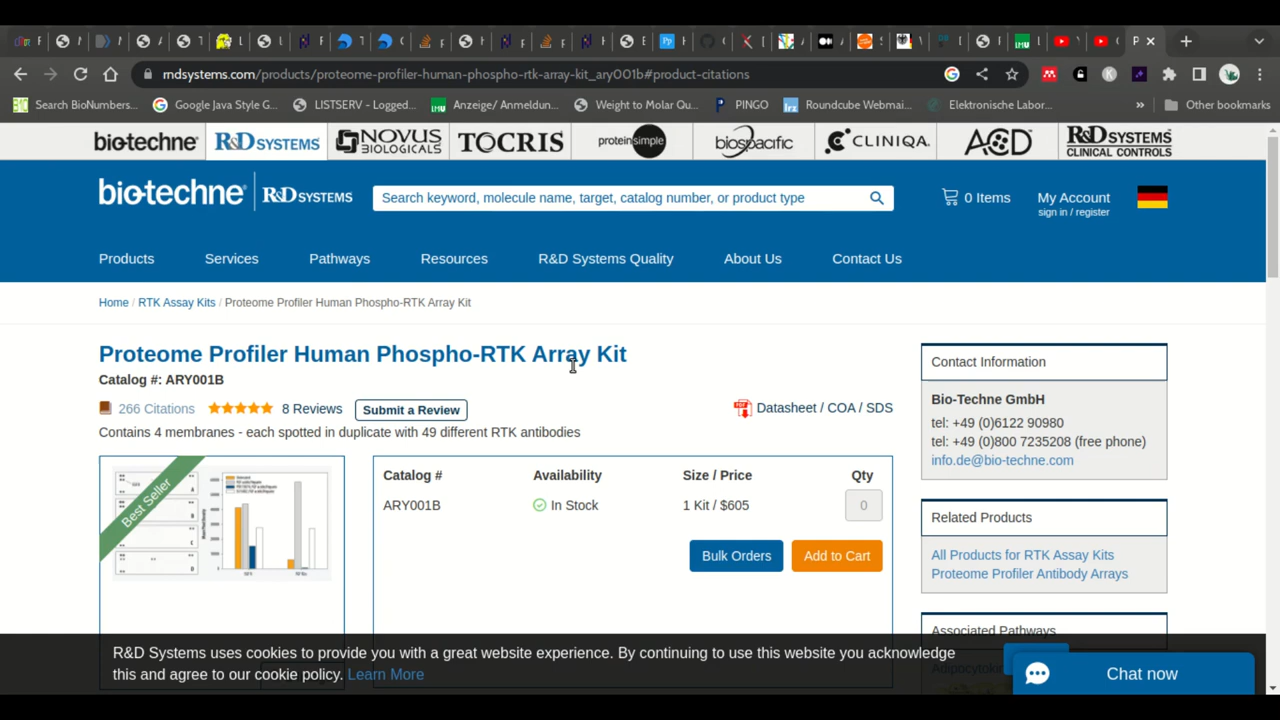 rndsystems.com/products/proteome-profiler-human-phospho-rtk-array-kit_ary001b#product-citations
Search BioNumbers... Google Java Style G... LISTSERV - Logged... Anzeige/ Anmeldun... Weight to Molar Qu... PINGO Roundcube Webmai... Elektronische Labor... » Other bookmarks
bio-techne R&D SYSTEMS NOVUS BIOLOGICALS TOCRIS proteinsimple biospacific CLINIQA ACD R&D SYSTEMS CLINICAL CONTROLS
bio-techne R&D SYSTEMS
Search keyword, molecule name, target, catalog number, or product type
0 Items
My Account
sign in / register
Products Services Pathways Resources R&D Systems Quality About Us Contact Us
Home / RTK Assay Kits / Proteome Profiler Human Phospho-RTK Array Kit
Proteome Profiler Human Phospho-RTK Array Kit
Catalog #: ARY001B
266 Citations 8 Reviews Submit a Review
Datasheet / COA / SDS
Contains 4 membranes - each spotted in duplicate with 49 different RTK antibodies
Best Seller
Catalog # Availability Size / Price Qty
ARY001B In Stock 1 Kit / $605 0
Bulk Orders Add to Cart
Contact Information
Bio-Techne GmbH
tel: +49 (0)6122 90980
tel: +49 (0)800 7235208 (free phone)
info.de@bio-techne.com
Related Products
All Products for RTK Assay Kits
Proteome Profiler Antibody Arrays
Associated Pathways
R&D Systems uses cookies to provide you with a great website experience. By continuing to use this website you acknowledge
this and agree to our cookie policy. Learn More
Chat now